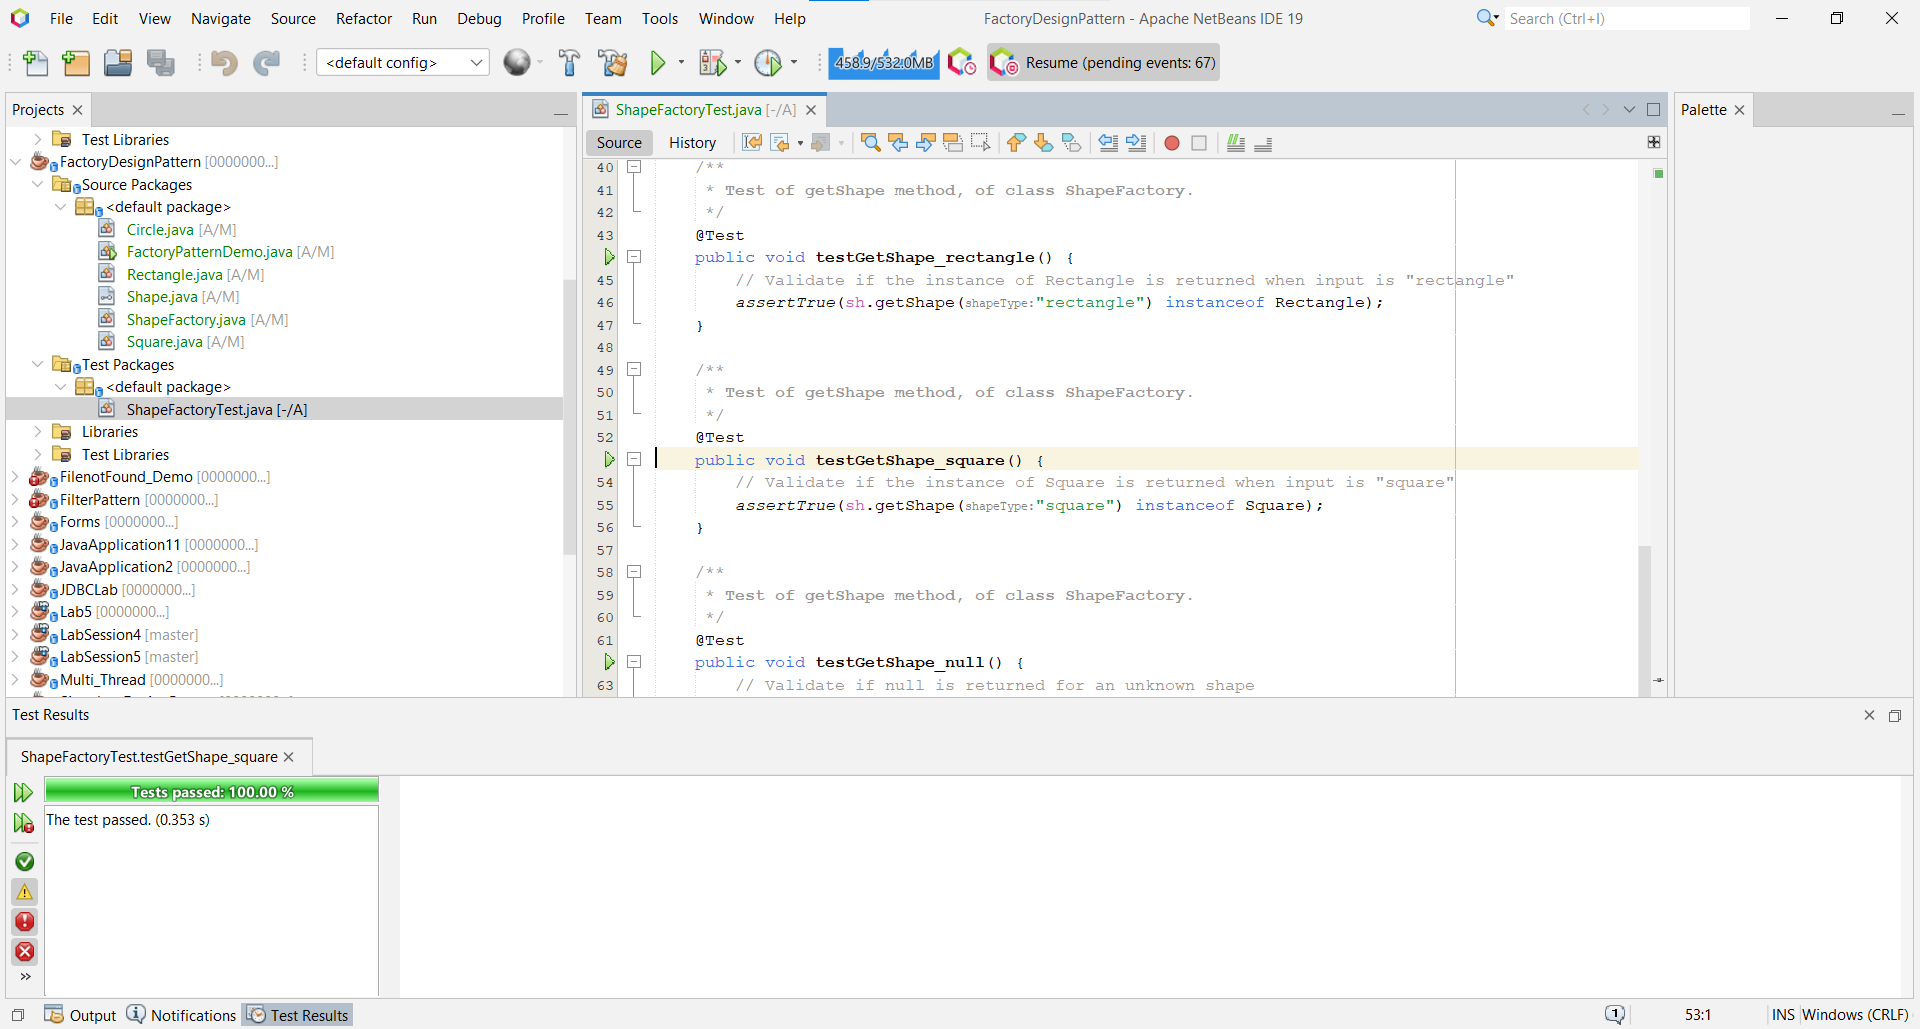 File Edit View Navigate Source Refactor Run Debug Profile Team Tools Window Help
FactoryDesignPattern - Apache NetBeans IDE 19
Search (Ctrl+I)
<default config>
458.9/532.0MB
Resume (pending events: 67)
Projects
Test Libraries
FactoryDesignPattern [0000000...]
Source Packages
<default package>
Circle.java [A/M]
FactoryPatternDemo.java [A/M]
Rectangle.java [A/M]
Shape.java [A/M]
ShapeFactory.java [A/M]
Square.java [A/M]
Test Packages
<default package>
ShapeFactoryTest.java [-/A]
Libraries
Test Libraries
FilenotFound_Demo [0000000...]
FilterPattern [0000000...]
Forms [0000000...]
JavaApplication11 [0000000...]
JavaApplication2 [0000000...]
JDBCLab [0000000...]
Lab5 [0000000...]
LabSession4 [master]
LabSession5 [master]
Multi_Thread [0000000...]
ShapeFactoryTest.java [-/A]
Source History
40 /**
41 * Test of getShape method, of class ShapeFactory.
42 */
43 @Test
public void testGetShape_rectangle() {
45 // Validate if the instance of Rectangle is returned when input is "rectangle"
46 assertTrue(sh.getShape(shapeType:"rectangle") instanceof Rectangle);
47 }
48
49 /**
50 * Test of getShape method, of class ShapeFactory.
51 */
52 @Test
public void testGetShape_square() {
54 // Validate if the instance of Square is returned when input is "square"
55 assertTrue(sh.getShape(shapeType:"square") instanceof Square);
56 }
57
58 /**
59 * Test of getShape method, of class ShapeFactory.
60 */
61 @Test
public void testGetShape_null() {
63 // Validate if null is returned for an unknown shape
Palette
Test Results
ShapeFactoryTest.testGetShape_square
Tests passed: 100.00 %
The test passed. (0.353 s)
Output Notifications Test Results
1
53:1
INS
Windows (CRLF)